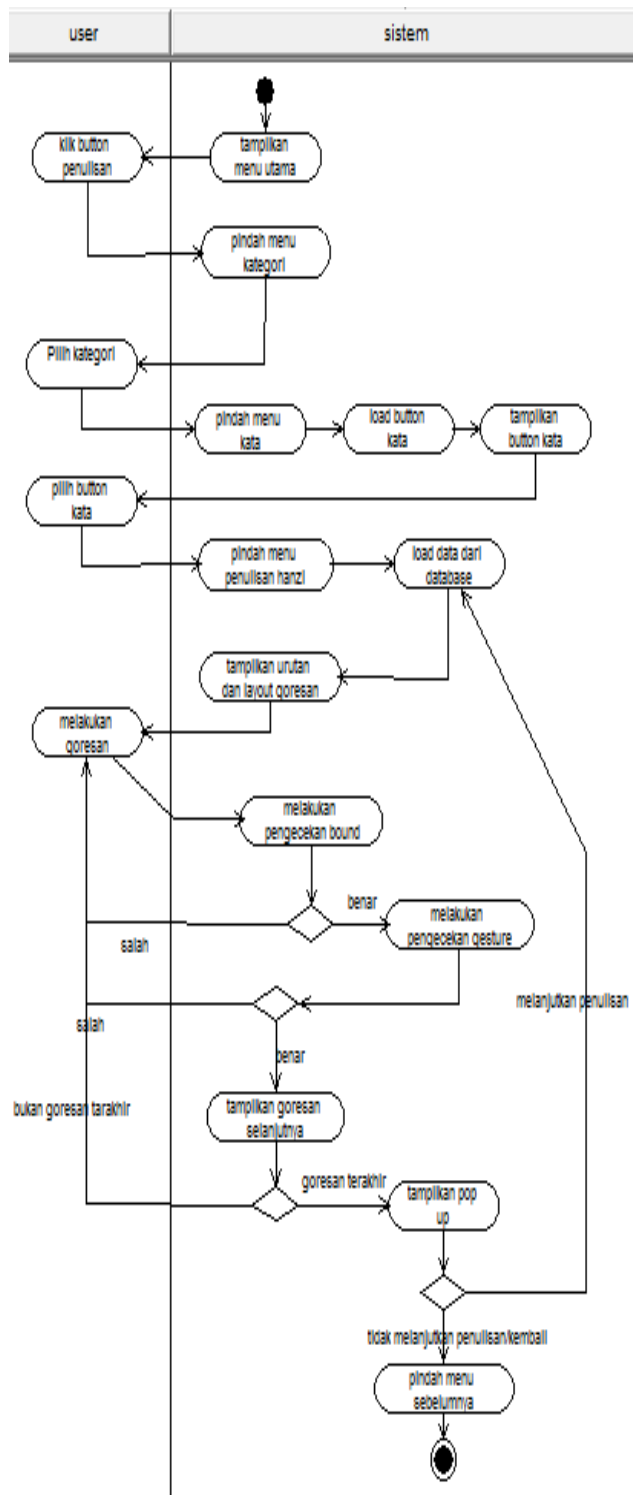 user
sistem
tampilkan
menu utama
klik button
penulisan
pindah menu
kategori
Pilih kategori
pindah menu
kata
load button
kata
tampilkan
button kata
pilih button
kata
pindah menu
penulisan hanzi
load data dari
database
tampilkan urutan
dan layout goresan
melakukan
goresan
melakukan
pengecekan bound
benar
melakukan
pengecekan gesture
salah
melanjutkan penulisan
salah
benar
bukan goresan tarakhir
tampilkan goresan
selanjutnya
goresan terakhir
tampilkan pop
up
tidak melanjutkan penulisan/kembali
pindah menu
sebelumnya